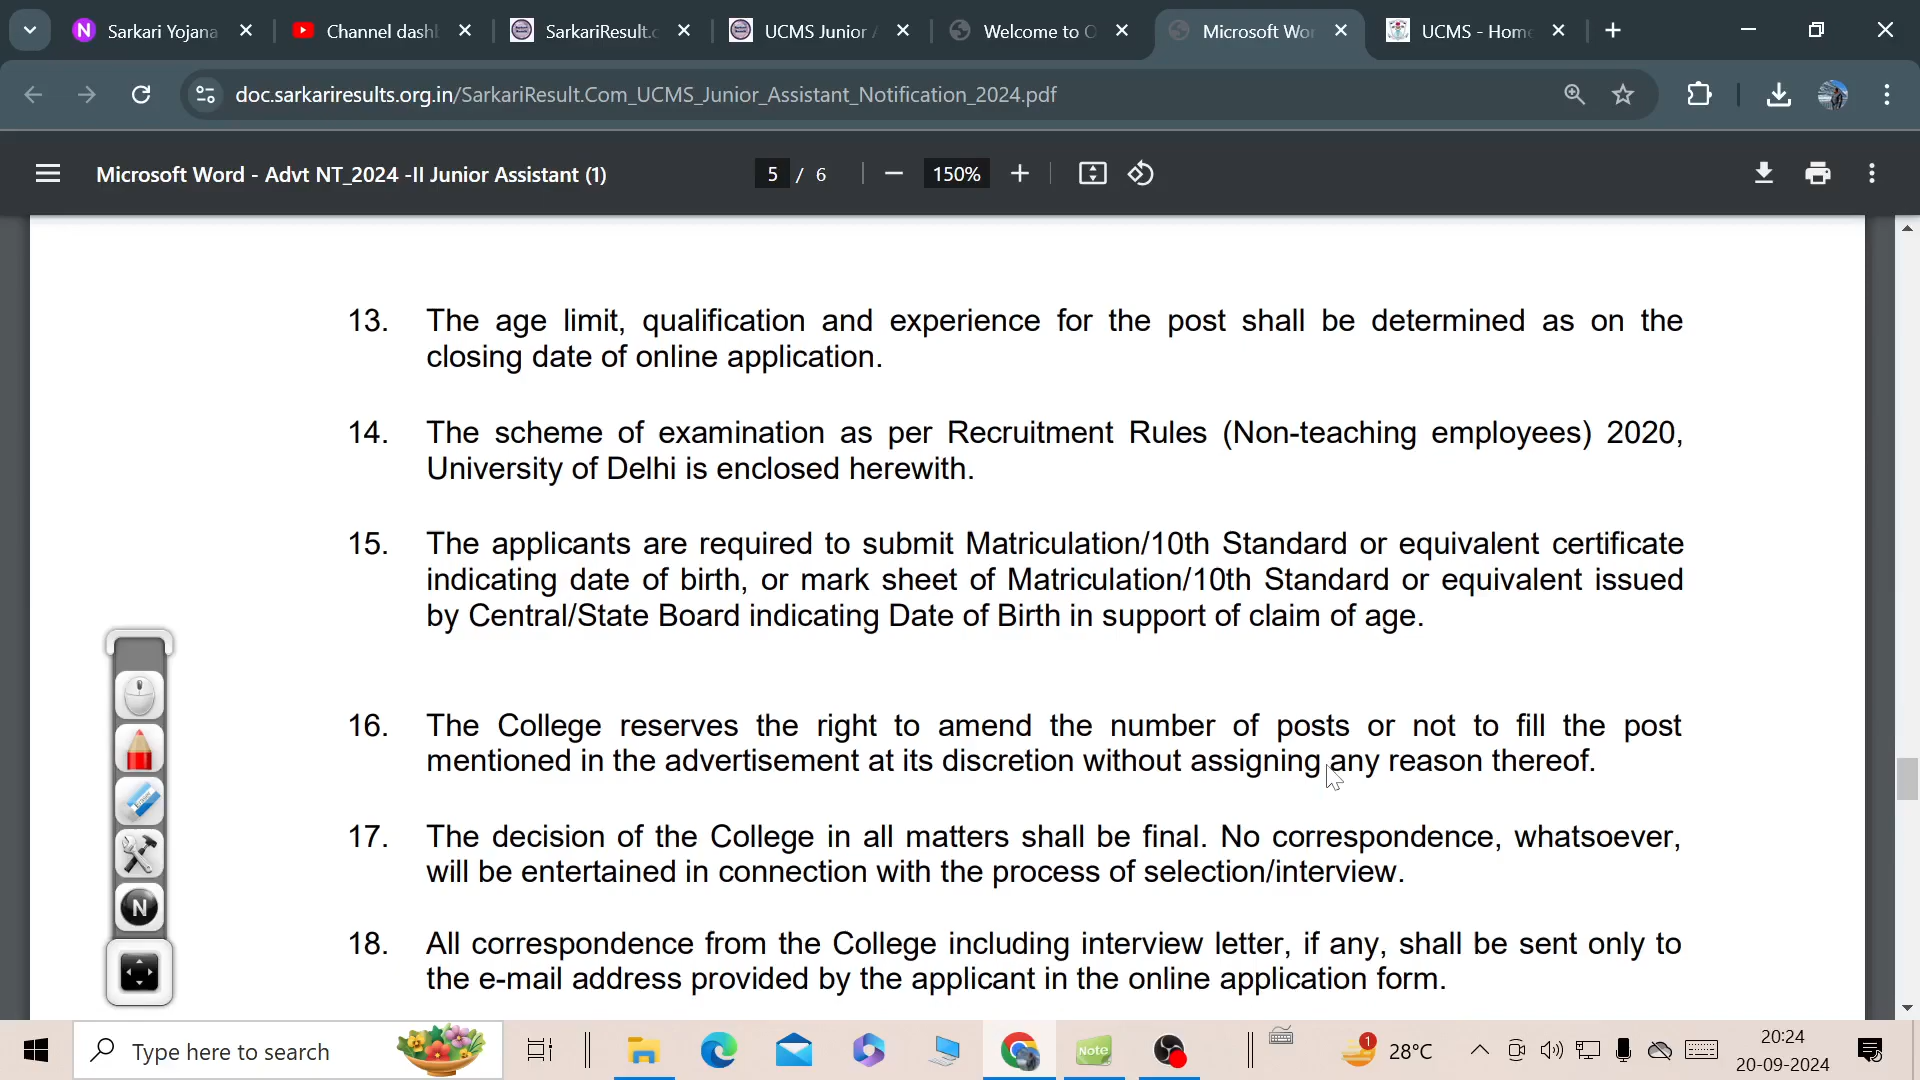 Sarkari Yojana
Channel dashb
SarkariResult.c
UCMS Junior A
Welcome to O
Microsoft Wor
UCMS - Home
doc.sarkariresults.org.in/SarkariResult.Com_UCMS_Junior_Assistant_Notification_2024.pdf
Microsoft Word - Advt NT_2024 -II Junior Assistant (1)
5 / 6
150%
13. The age limit, qualification and experience for the post shall be determined as on the
closing date of online application.
14. The scheme of examination as per Recruitment Rules (Non-teaching employees) 2020,
University of Delhi is enclosed herewith.
15. The applicants are required to submit Matriculation/10th Standard or equivalent certificate
indicating date of birth, or mark sheet of Matriculation/10th Standard or equivalent issued
by Central/State Board indicating Date of Birth in support of claim of age.
16. The College reserves the right to amend the number of posts or not to fill the post
mentioned in the advertisement at its discretion without assigning any reason thereof.
17. The decision of the College in all matters shall be final. No correspondence, whatsoever,
will be entertained in connection with the process of selection/interview.
18. All correspondence from the College including interview letter, if any, shall be sent only to
the e-mail address provided by the applicant in the online application form.
N
Type here to search
Note
1
28°C
20:24
20-09-2024